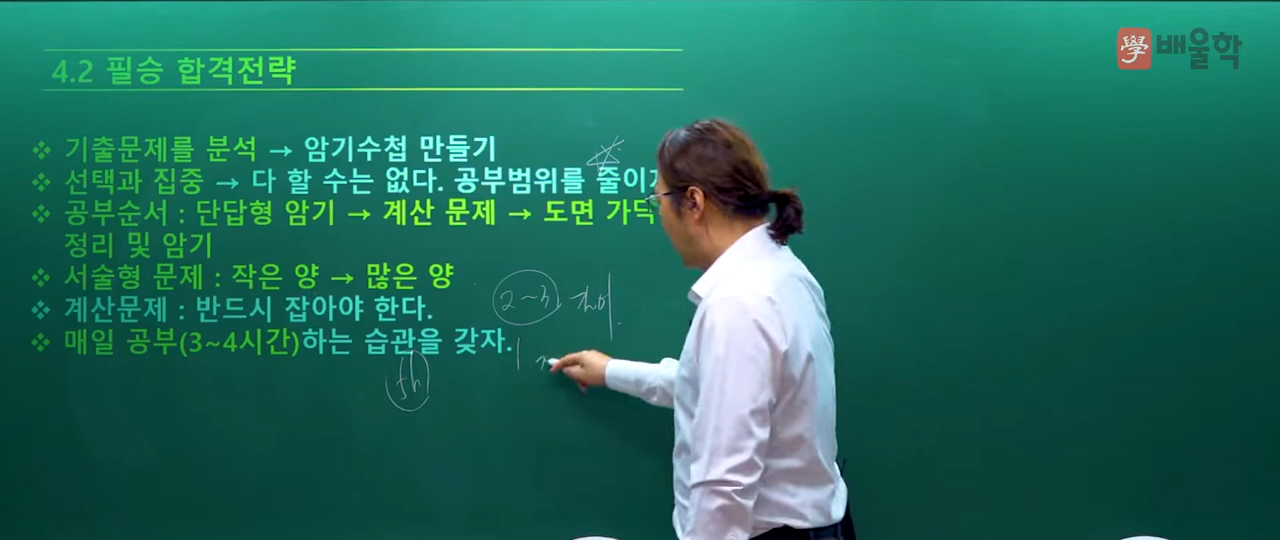 學 배울학
4.2 필승 합격전략
❖ 기출문제를 분석 → 암기수첩 만들기
❖ 선택과 집중 → 다 할 수는 없다. 공부범위를 줄이
❖ 공부순서 : 단답형 암기 → 계산 문제 → 도면 가닥
정리 및 암기
❖ 서술형 문제 : 작은 양 → 많은 양
❖ 계산문제 : 반드시 잡아야 한다.
❖ 매일 공부(3~4시간)하는 습관을 갖자.
2~3
5h
1